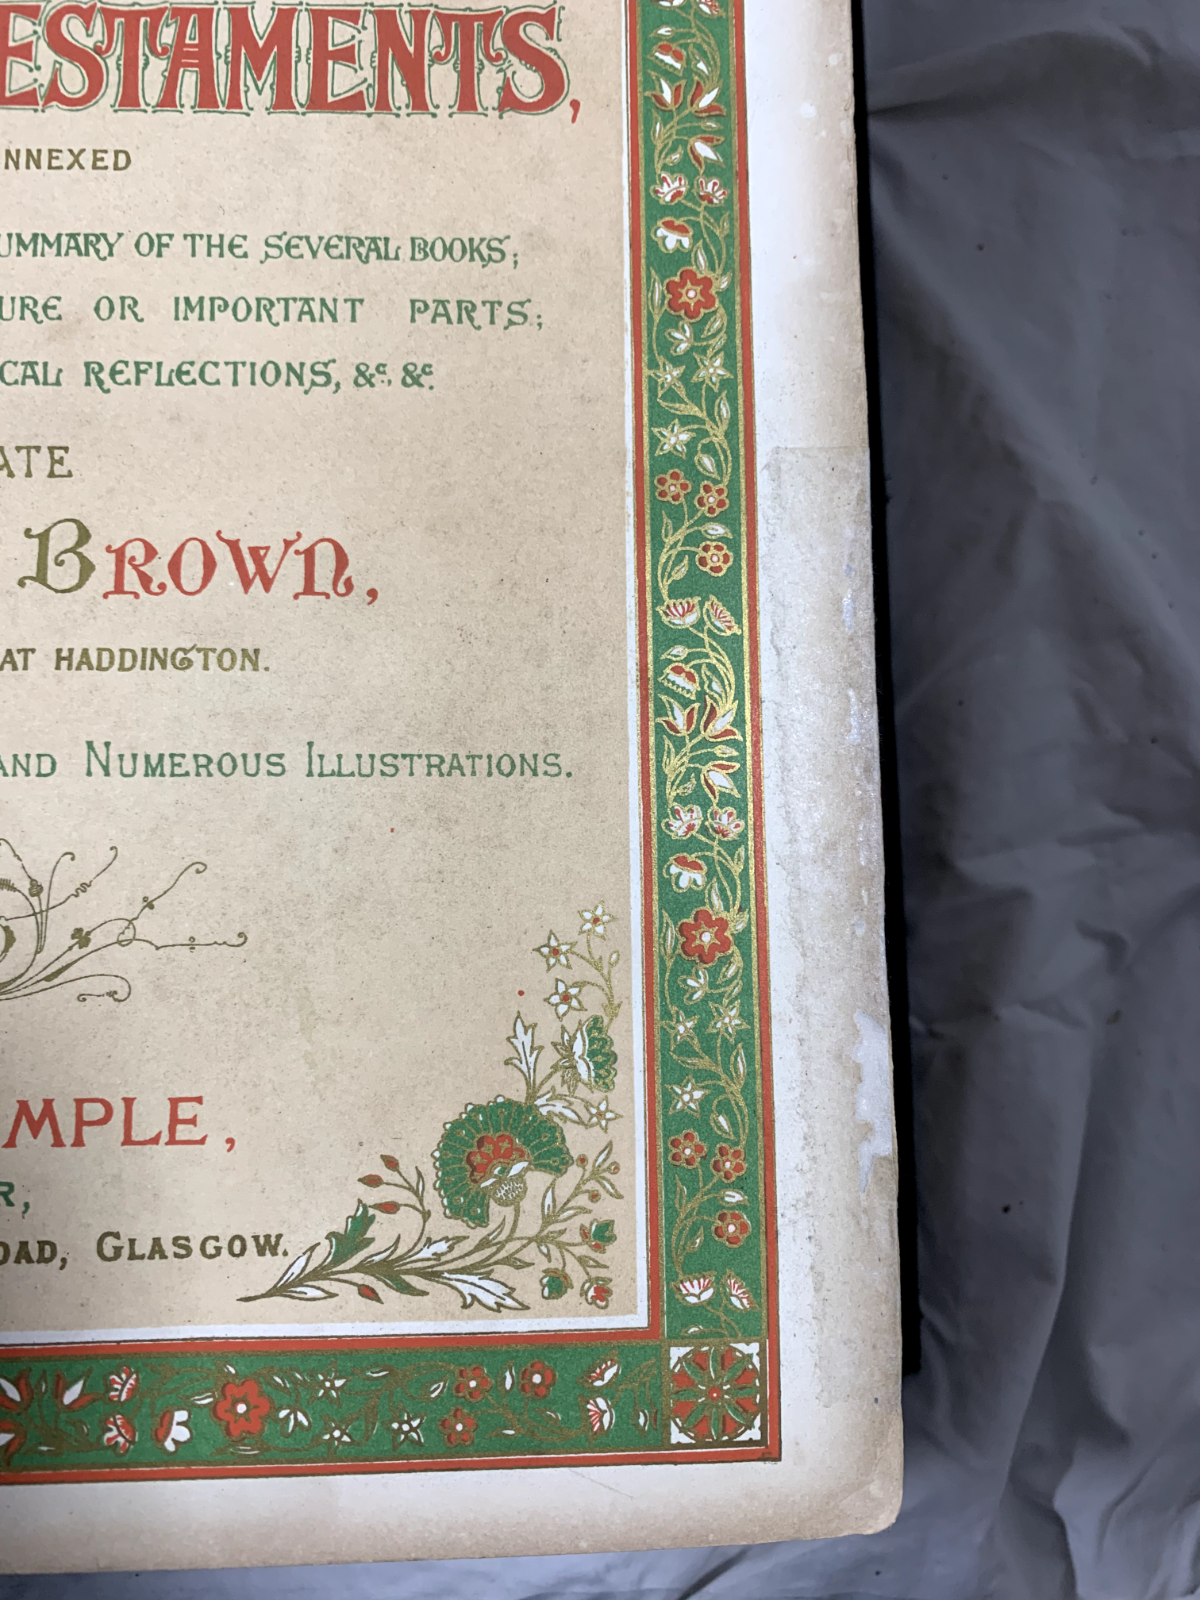 ESTAMENTS,
NNEXED
UMMARY OF THE SEVERAL BOOKS;
URE OR IMPORTANT PARTS;
CAL REFLECTIONS, &c. &c.
ATE
BROWN,
AT HADDINGTON.
AND NUMEROUS ILLUSTRATIONS.
MPLE,
R,
OAD, GLASGOW.